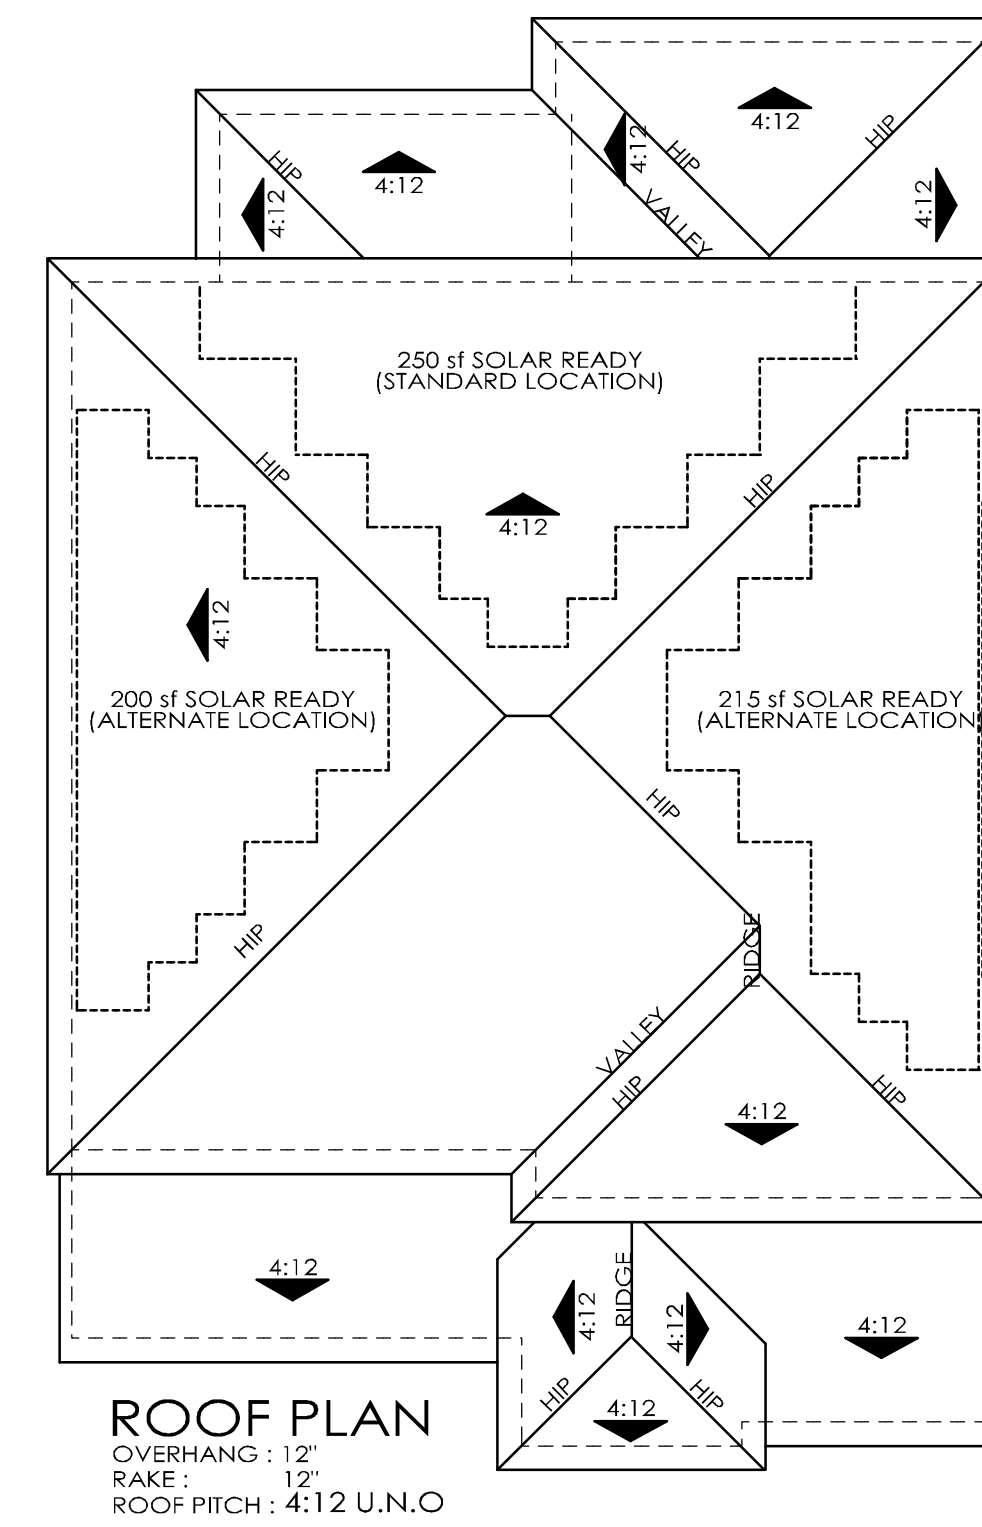 4:12
HIP
HIP
4:12
HIP
4:12
4:12
4:12
4:12
VALLEY
250 sf SOLAR READY
(STANDARD LOCATION)
HIP
HIP
4:12
4:12
200 sf SOLAR READY
(ALTERNATE LOCATION)
215 sf SOLAR READY
(ALTERNATE LOCATION)
HIP
HIP
RIDGE
VALLEY
HIP
HIP
4:12
4:12
RIDGE
4:12
4:12
4:12
HIP
HIP
4:12
ROOF PLAN
OVERHANG : 12"
RAKE : 12"
ROOF PITCH : 4:12 U.N.O